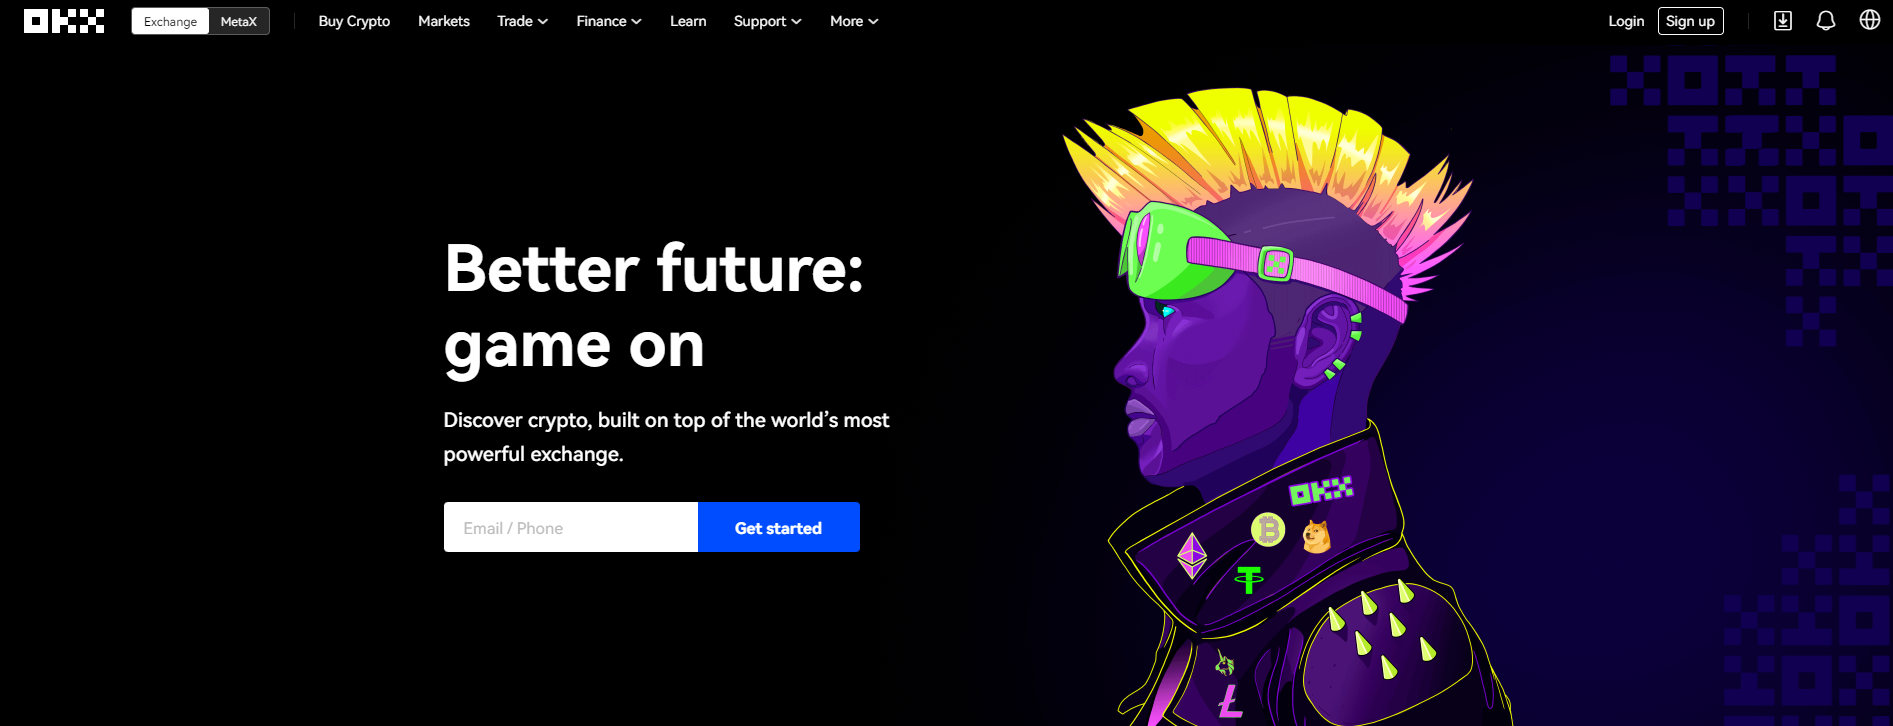 OKX Exchange MetaX Buy Crypto Markets Trade Finance Learn Support More Login Sign up
Better future:
game on
Discover crypto, built on top of the world’s most
powerful exchange.
Email / Phone Get started
OKX